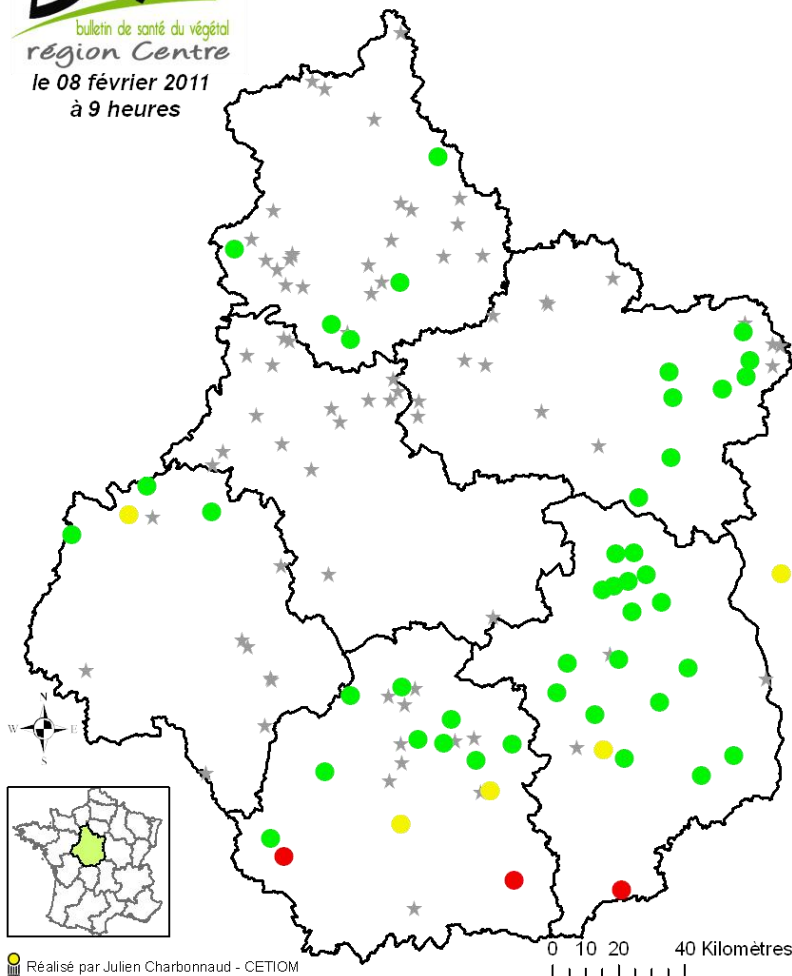 bulletin de santé du végétal
région Centre
le 08 février 2011
à 9 heures
N
W E
S
0 10 20 40 Kilomètres
Réalisé par Julien Charbonnaud - CETIOM